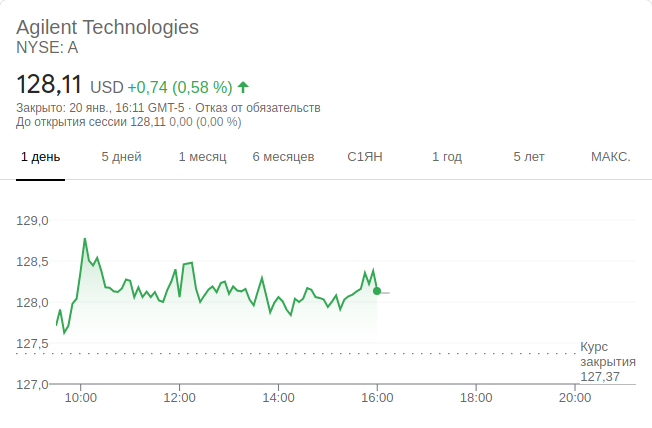 Agilent Technologies
NYSE: A
128,11 USD +0,74 (0,58 %)
Закрыто: 20 янв., 16:11 GMT-5 · Отказ от обязательств
До открытия сессии 128,11 0,00 (0,00 %)
1 день 5 дней 1 месяц 6 месяцев С1ЯН 1 год 5 лет МАКС.
129,0
128,5
128,0
127,5
Курс
закрытия
127,37
127,0
10:00 12:00 14:00 16:00 18:00 20:00